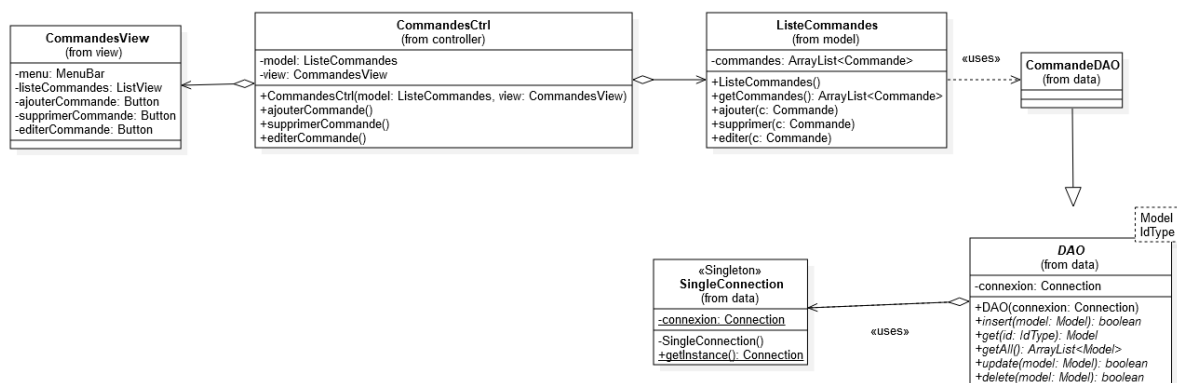 CommandesView
(from view)
-menu: MenuBar
-listeCommandes: ListView
-ajouterCommande: Button
-supprimerCommande: Button
-editerCommande: Button
CommandesCtrl
(from controller)
-model: ListeCommandes
-view: CommandesView
+CommandesCtrl(model: ListeCommandes, view: CommandesView)
+ajouterCommande()
+supprimerCommande()
+editerCommande()
ListeCommandes
(from model)
-commandes: ArrayList<Commande>
+ListeCommandes()
+getCommandes(): ArrayList<Commande>
+ajouter(c: Commande)
+supprimer(c: Commande)
+editer(c: Commande)
«uses»
CommandeDAO
(from data)
Model
IdType
DAO
(from data)
-connexion: Connection
+DAO(connexion: Connection)
+insert(model: Model): boolean
+get(id: IdType): Model
+getAll(): ArrayList<Model>
+update(model: Model): boolean
+delete(model: Model): boolean
«Singleton»
SingleConnection
(from data)
-connexion: Connection
-SingleConnection()
+getInstance(): Connection
«uses»